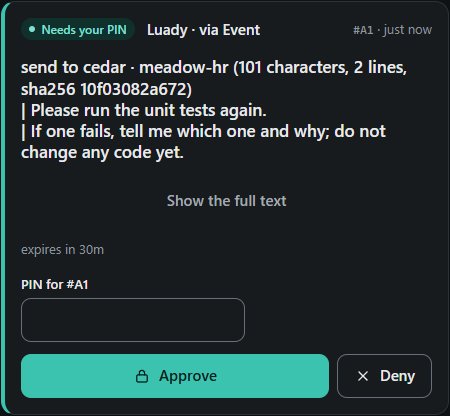 Needs your PIN
Luady · via Event
#A1 · just now
send to cedar · meadow-hr (101 characters, 2 lines,
sha256 10f03082a672)
| Please run the unit tests again.
| If one fails, tell me which one and why; do not
change any code yet.
Show the full text
expires in 30m
PIN for #A1
Approve
Deny